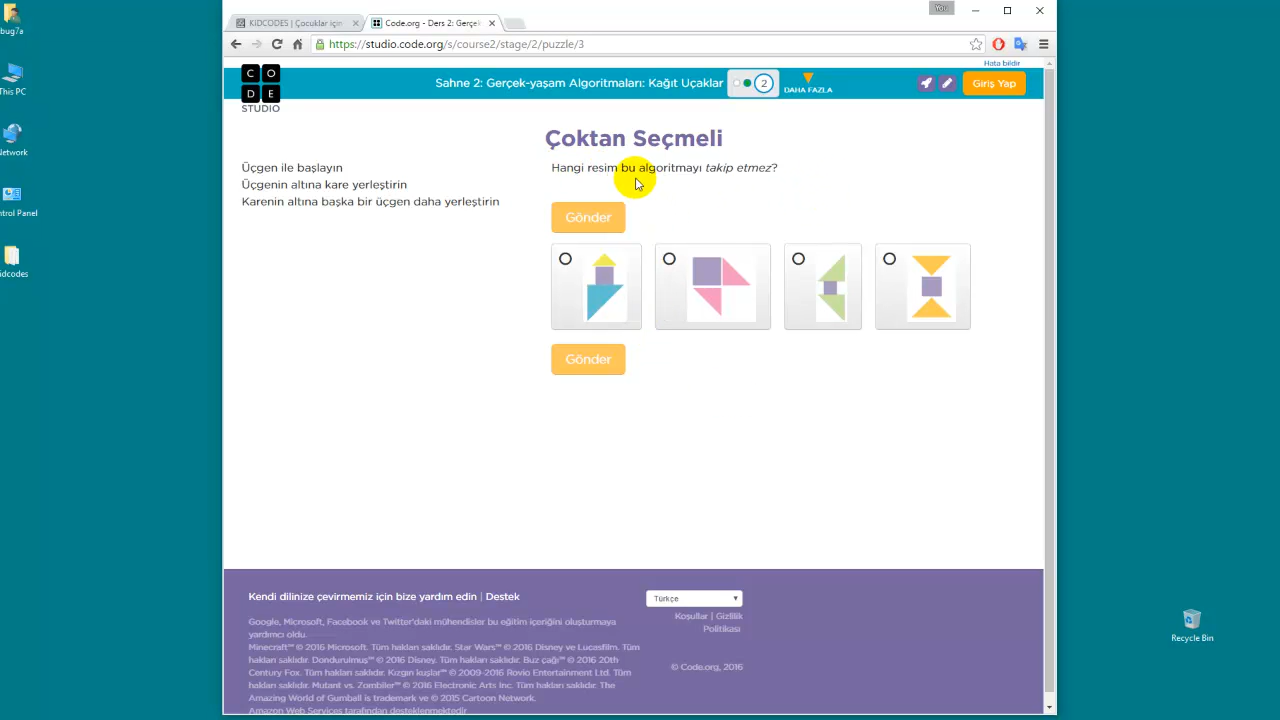 bug7a
This PC
Network
ntrol Panel
idcodes
KiDCODES | Çocuklar için
Code.org - Ders 2: Gerçek
You
https://studio.code.org/s/course2/stage/2/puzzle/3
Hata bildir
C O
D E
STUDIO
Sahne 2: Gerçek-yaşam Algoritmaları: Kağıt Uçaklar
2
DAHA FAZLA
Giriş Yap
Çoktan Seçmeli
Üçgen ile başlayın
Üçgenin altına kare yerleştirin
Karenin altına başka bir üçgen daha yerleştirin
Hangi resim bu algoritmayı takip etmez?
Gönder
Gönder
Kendi dilinize çevirmemiz için bize yardım edin | Destek
Google, Microsoft, Facebook ve Twitter'daki mühendisler bu eğitim içeriğini oluşturmaya
yardımcı oldu.
Minecraft™ © 2016 Microsoft. Tüm hakları saklıdır. Star Wars™ © 2016 Disney ve Lucasfilm. Tüm
hakları saklıdır. Dondurulmuş™ © 2016 Disney. Tüm hakları saklıdır. Buz çağı™ © 2016 20th
Century Fox. Tüm hakları saklıdır. Kızgın kuşlar™ © 2009-2016 Rovio Entertainment Ltd. Tüm
hakları saklıdır. Mutant vs. Zombiler™ © 2016 Electronic Arts Inc. Tüm hakları saklıdır. The
Amazing World of Gumball is trademark ve © 2015 Cartoon Network.
Amazon Web Services tarafından desteklenmektedir
Türkçe
Koşullar | Gizlilik
Politikası
© Code.org, 2016
Recycle Bin